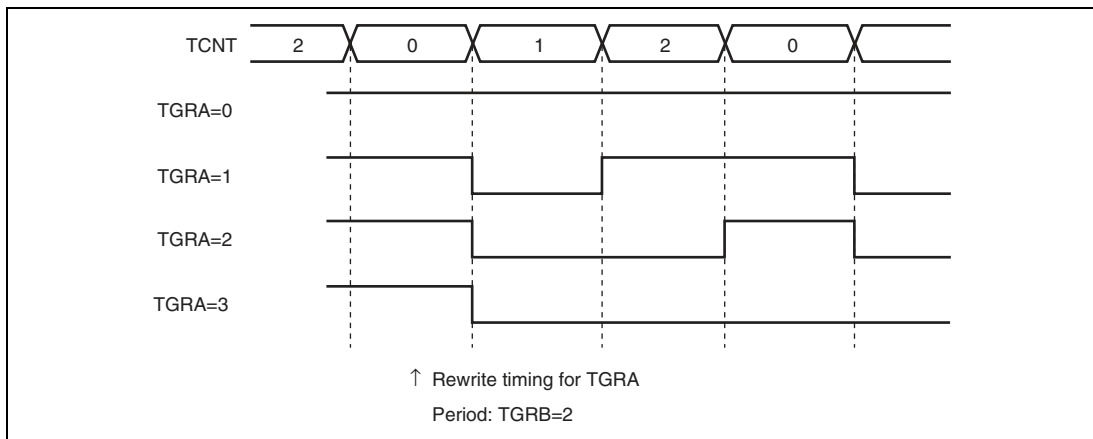 TCNT 2 0 1 2 0
TGRA=0
TGRA=1
TGRA=2
TGRA=3
↑ Rewrite timing for TGRA
Period: TGRB=2